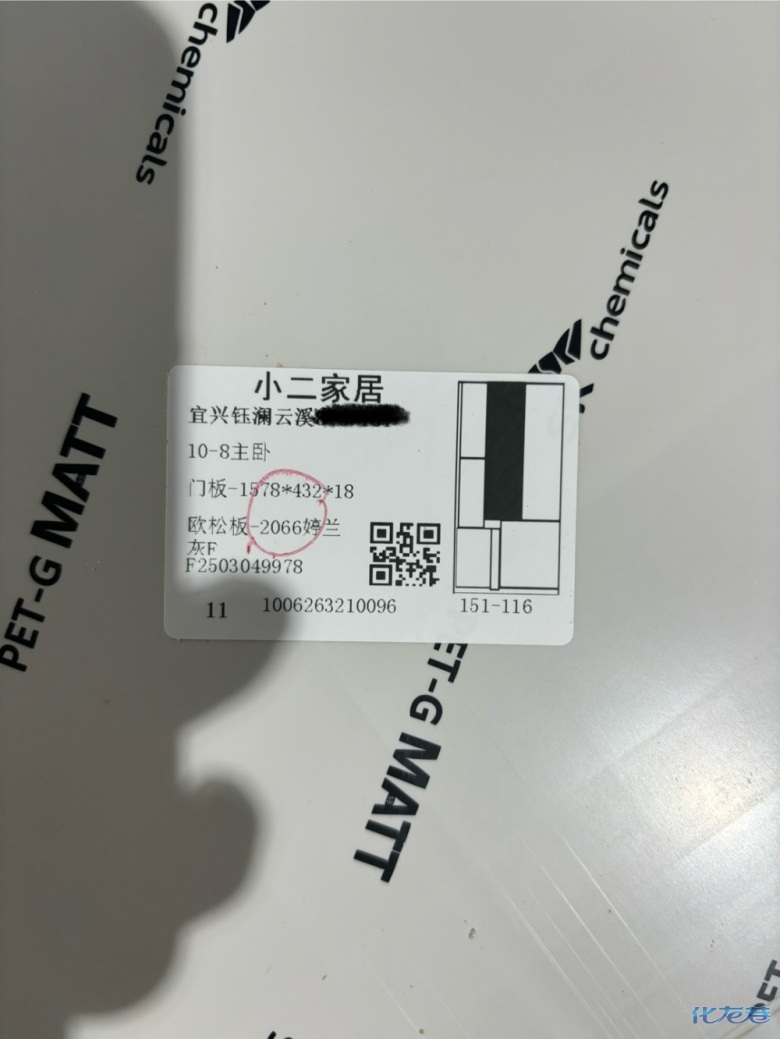 chemicals
chemicals
小二家居
宜兴钰澜云溪
10-8主卧
门板-1578*432*18
欧松板-2066婷兰
灰F
F2503049978
11
1006263210096
151-116
PET-G MATT
PET-G MATT
PET
化龙巷